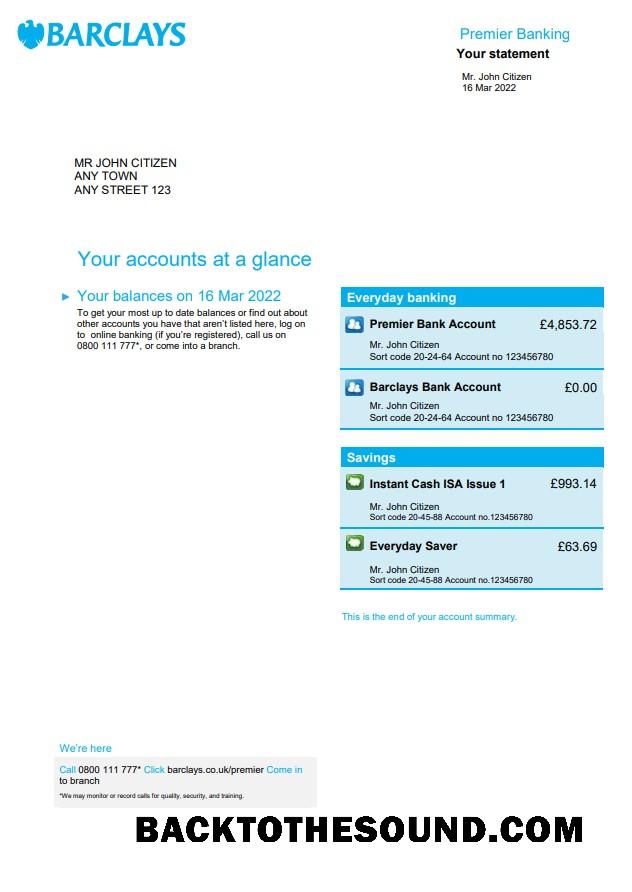 BARCLAYS
Premier Banking
Your statement
Mr. John Citizen
16 Mar 2022
MR JOHN CITIZEN
ANY TOWN
ANY STREET 123
Your accounts at a glance
Your balances on 16 Mar 2022
To get your most up to date balances or find out about
other accounts you have that aren't listed here, log on
to online banking (if you're registered), call us on
0800 111 777*, or come into a branch.
Everyday banking
Premier Bank Account £4,853.72
Mr. John Citizen
Sort code 20-24-64 Account no 123456780
Barclays Bank Account £0.00
Mr. John Citizen
Sort code 20-24-64 Account no 123456780
Savings
Instant Cash ISA Issue 1 £993.14
Mr. John Citizen
Sort code 20-45-88 Account no.123456780
Everyday Saver £63.69
Mr. John Citizen
Sort code 20-45-88 Account no.123456780
This is the end of your account summary.
We're here
Call 0800 111 777* Click barclays.co.uk/premier Come in
to branch
*We may monitor or record calls for quality, security, and training.
BACKTOTHESOUND.COM